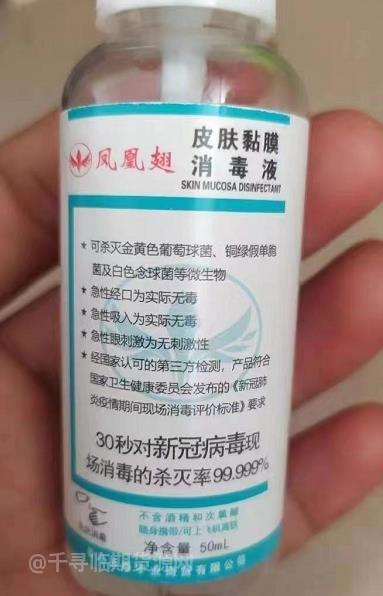 凤凰翅
皮肤黏膜
消毒液
SKIN MUCOSA DISINFECTANT
★ 可杀灭金黄色葡萄球菌、铜绿假单胞
菌及白色念球菌等微生物
★ 急性经口为实际无毒
★ 急性吸入为实际无毒
★ 急性眼刺激为无刺激性
★ 经国家认可的第三方检测，产品符合
国家卫生健康委员会发布的《新冠肺
炎疫情期间现场消毒评价标准》要求
30秒对新冠病毒现
场消毒的杀灭率99.999%
不含酒精和次氯酸
随身携带/可上飞机高铁
净含量 50mL
@千寻临期货源网